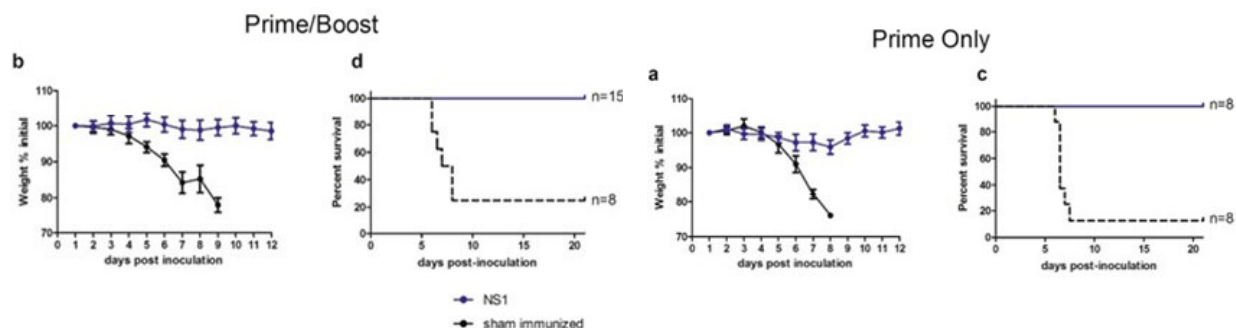 Prime/Boost
Prime Only
b
d
a
c
110
100
90
80
70
Weight % initial
0 1 2 3 4 5 6 7 8 9 10 11 12
days post inoculation
100
80
60
40
20
0
Percent survival
n=15
n=8
0 5 10 15 20
days post-inoculation
110
100
90
80
70
Weight % initial
0 1 2 3 4 5 6 7 8 9 10 11 12
days post inoculation
100
80
60
40
20
0
Percent survival
n=8
n=8
0 5 10 15 20
days post-inoculation
NS1
sham immunized